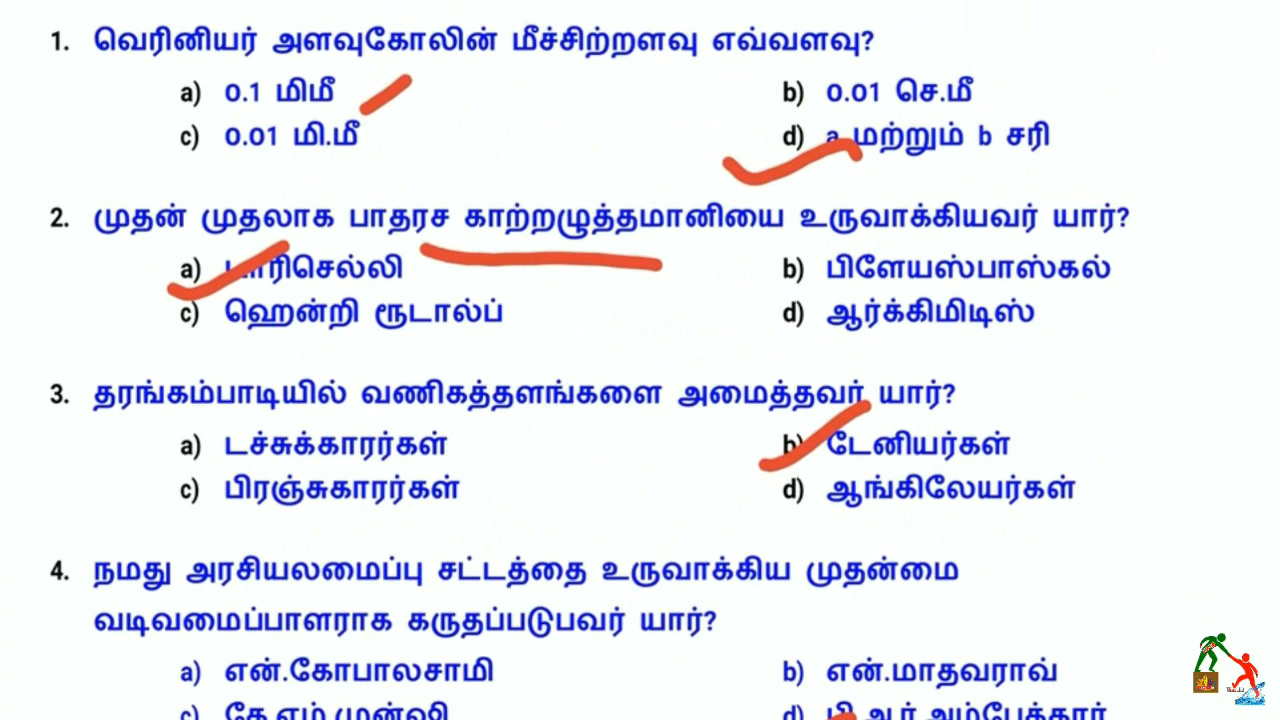 1. வெரினியர் அளவுகோலின் மீச்சிற்றளவு எவ்வளவு?
a) 0.1 மிமீ b) 0.01 செ.மீ
c) 0.01 மி.மீ d) a மற்றும் b சரி
2. முதன் முதலாக பாதரச காற்றழுத்தமானியை உருவாக்கியவர் யார்?
a) டாரிசெல்லி b) பிளேயஸ்பாஸ்கல்
c) ஹென்றி ரூடால்ப் d) ஆர்க்கிமிடிஸ்
3. தரங்கம்பாடியில் வணிகத்தளங்களை அமைத்தவர் யார்?
a) டச்சுக்காரர்கள் b) டேனியர்கள்
c) பிரஞ்சுகாரர்கள் d) ஆங்கிலேயர்கள்
4. நமது அரசியலமைப்பு சட்டத்தை உருவாக்கிய முதன்மை
வடிவமைப்பாளராக கருதப்படுபவர் யார்?
a) என்.கோபாலசாமி b) என்.மாதவராவ்
c) கே.எம்.முன்ஷி d) பி.ஆர்.அம்பேத்கார்